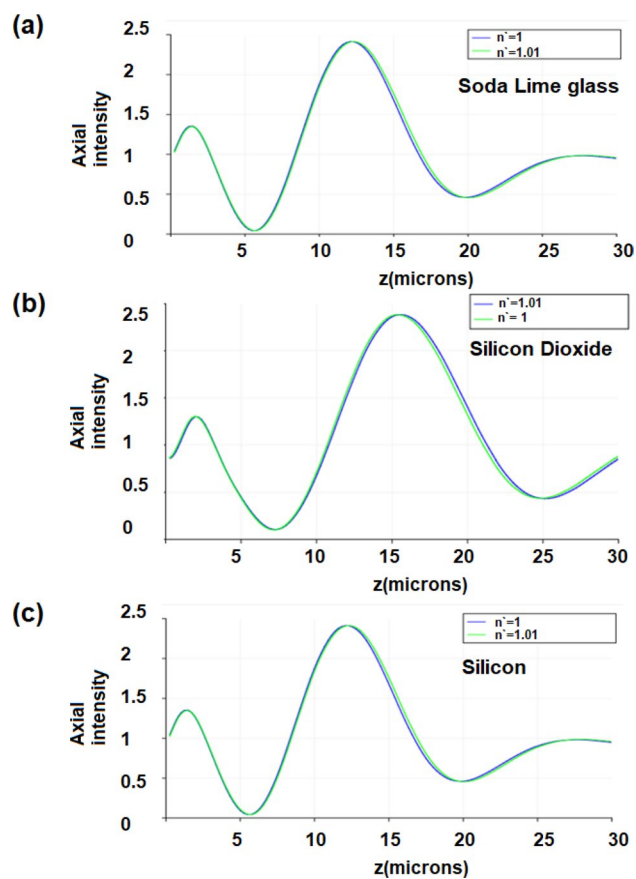 (a)
n`=1
n`=1.01
Soda Lime glass
Axial
intensity
2.5
2
1.5
1
0.5
0
5
10
15
20
25
30
z(microns)
(b)
n`=1.01
n`= 1
Silicon Dioxide
Axial
intensity
2.5
2
1.5
1
0.5
0
5
10
15
20
25
30
z(microns)
(c)
n`=1
n`=1.01
Silicon
Axial
intensity
2.5
2
1.5
1
0.5
0
5
10
15
20
25
30
z(microns)